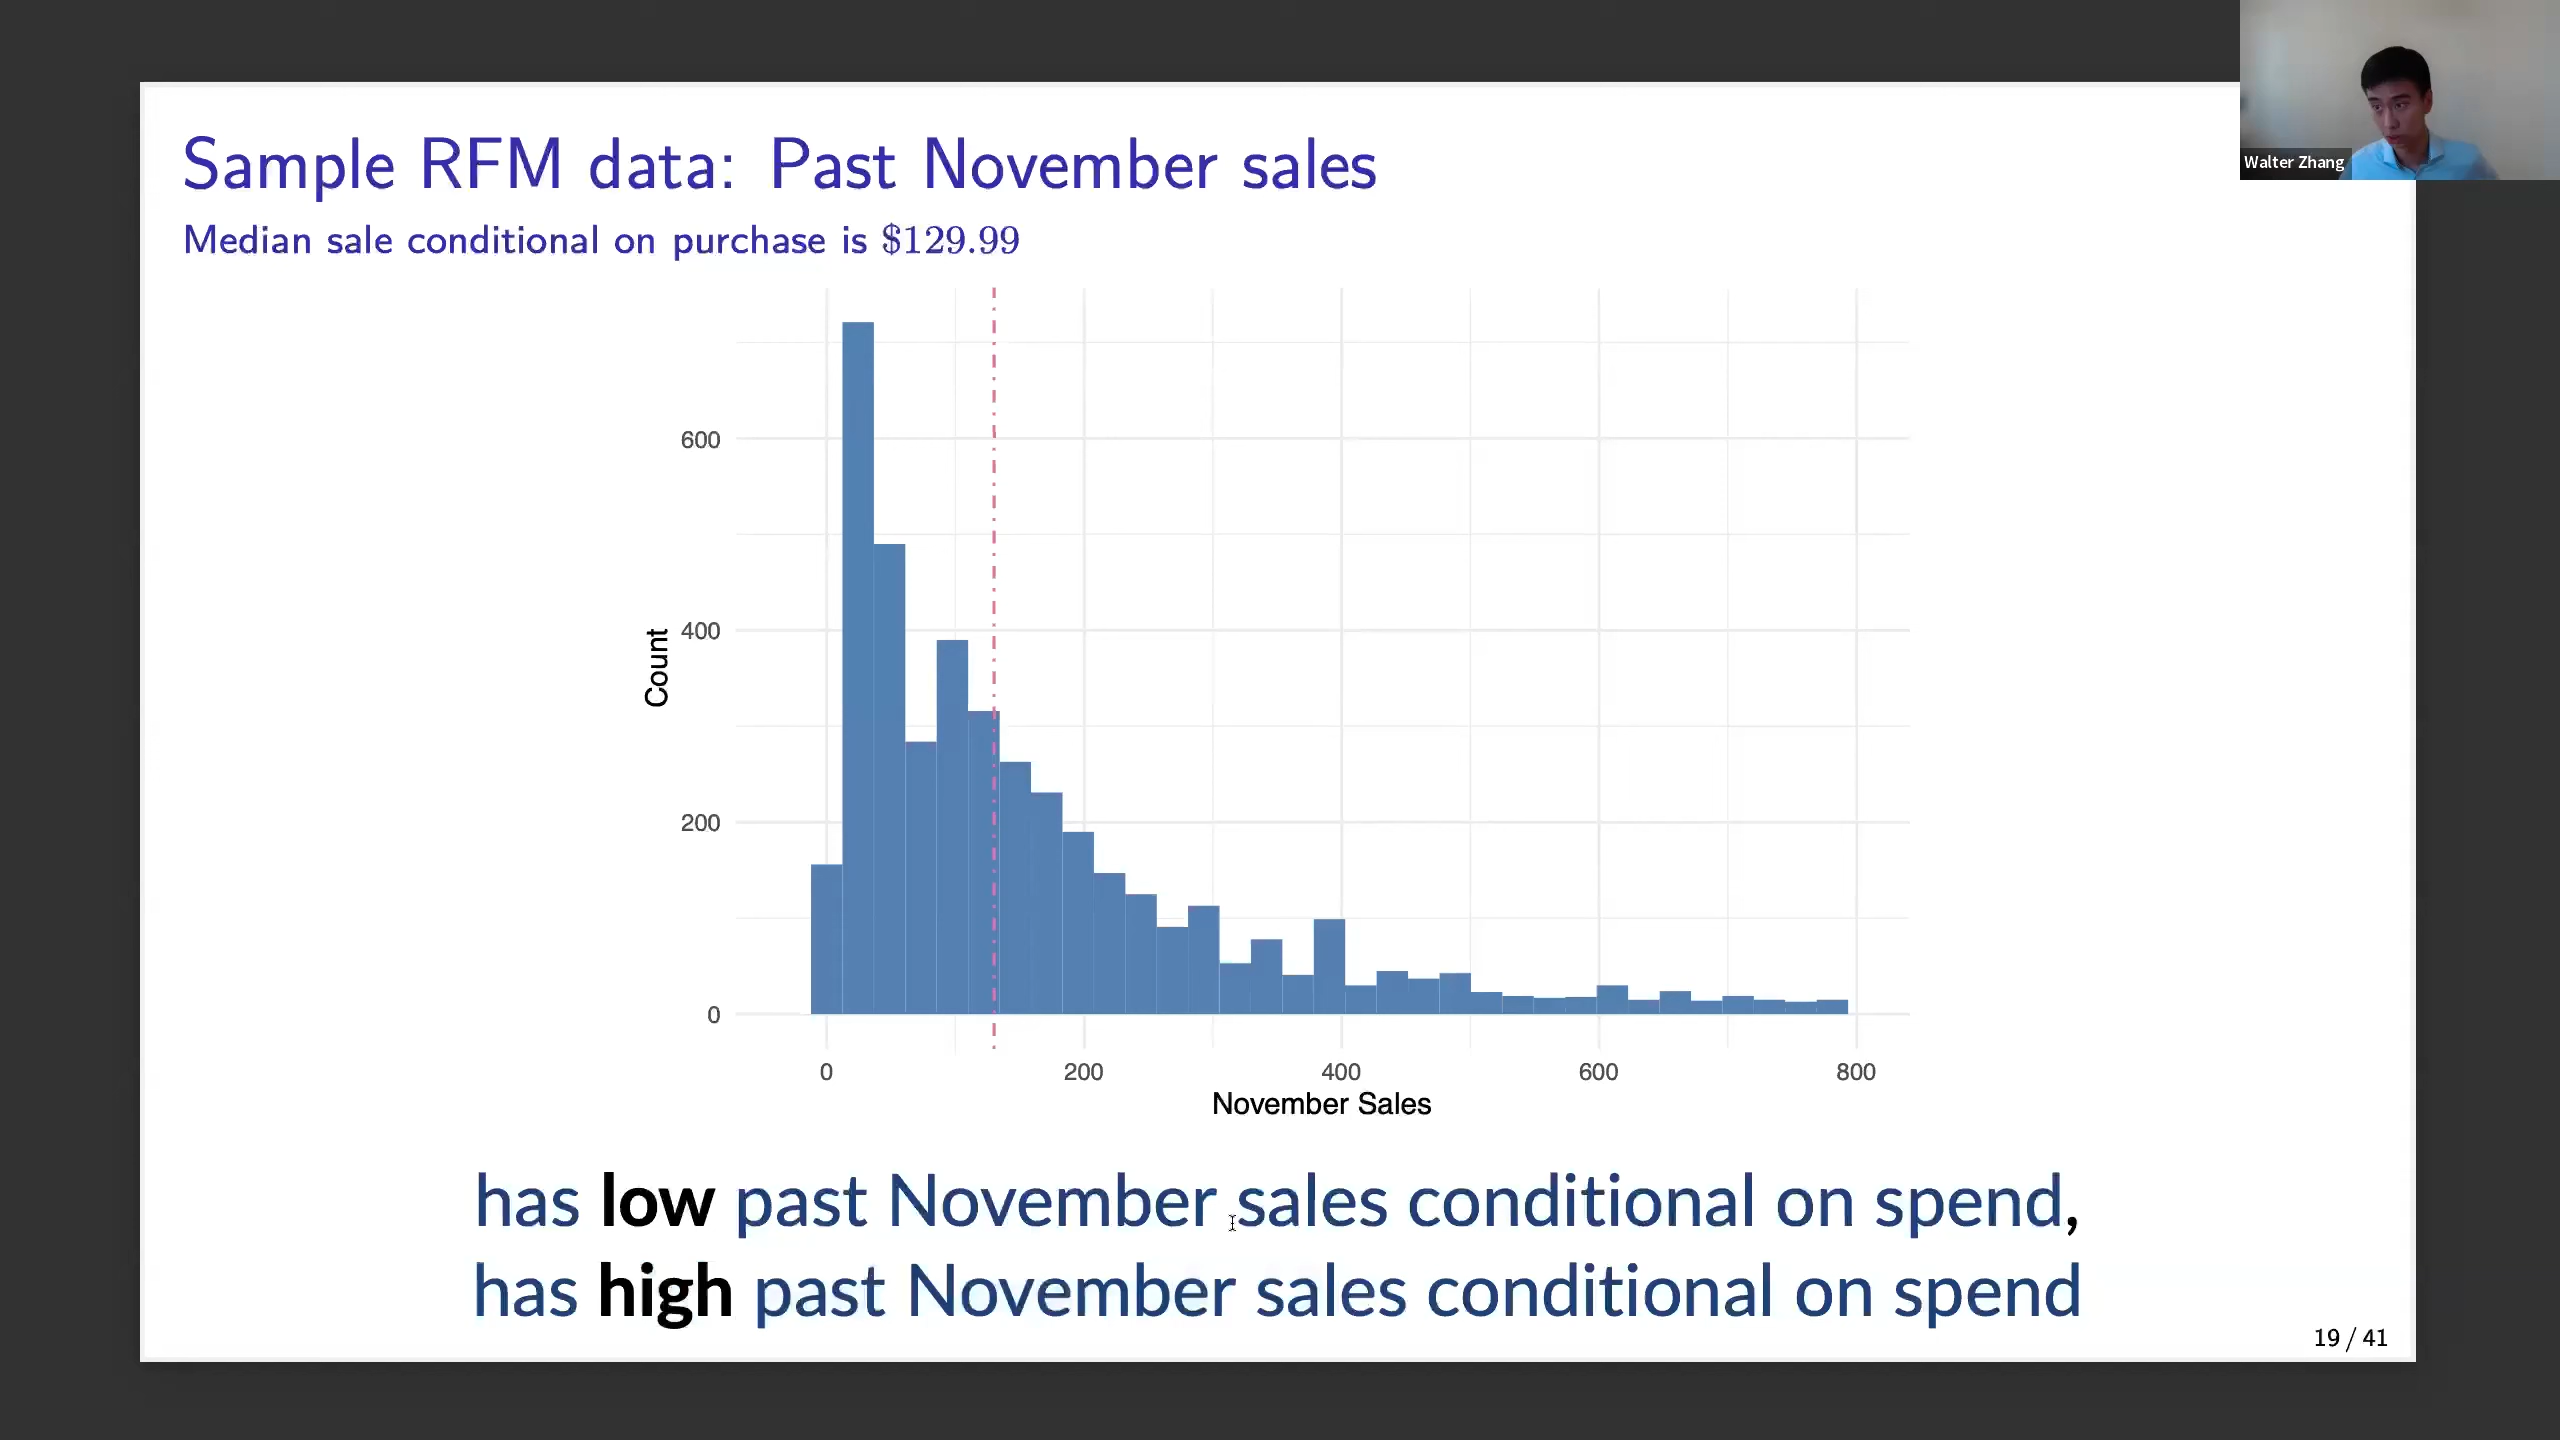 Sample RFM data: Past November sales
Median sale conditional on purchase is $129.99
Walter Zhang
600
400
200
0
Count
0 200 400 600 800
November Sales
has low past November sales conditional on spend,
has high past November sales conditional on spend
19 / 41